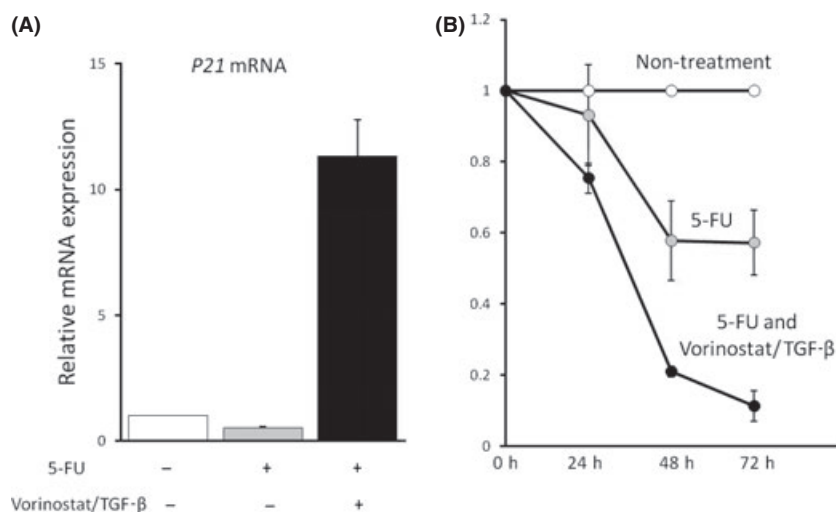 (A)
P21 mRNA
Relative mRNA expression
15
10
5
0
5-FU – + +
Vorinostat/TGF-β – – +
(B)
1.2
1
0.8
0.6
0.4
0.2
0
Non-treatment
5-FU
5-FU and
Vorinostat/TGF-β
0 h 24 h 48 h 72 h